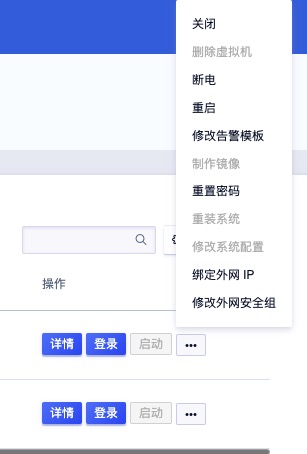 关闭
删除虚拟机
断电
重启
修改告警模板
制作镜像
重置密码
重装系统
修改系统配置
绑定外网 IP
修改外网安全组
操作
详情 登录 启动 •••
详情 登录 启动 •••